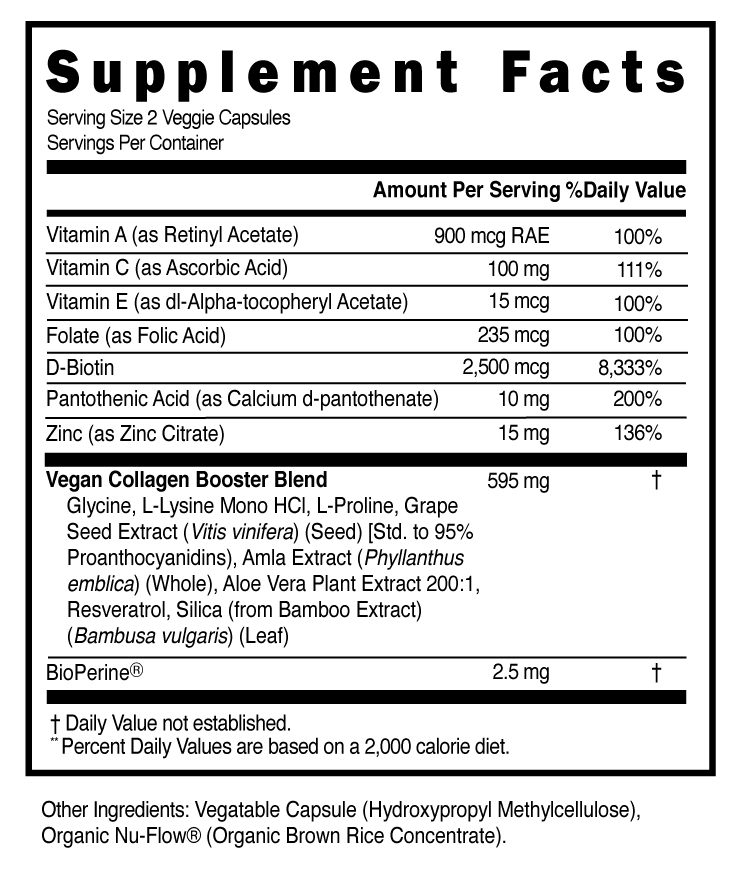 Supplement Facts
Serving Size 2 Veggie Capsules
Servings Per Container
Amount Per Serving %Daily Value
Vitamin A (as Retinyl Acetate) 900 mcg RAE 100%
Vitamin C (as Ascorbic Acid) 100 mg 111%
Vitamin E (as dl-Alpha-tocopheryl Acetate) 15 mcg 100%
Folate (as Folic Acid) 235 mcg 100%
D-Biotin 2,500 mcg 8,333%
Pantothenic Acid (as Calcium d-pantothenate) 10 mg 200%
Zinc (as Zinc Citrate) 15 mg 136%
Vegan Collagen Booster Blend 595 mg †
Glycine, L-Lysine Mono HCl, L-Proline, Grape
Seed Extract (Vitis vinifera) (Seed) [Std. to 95%
Proanthocyanidins), Amla Extract (Phyllanthus
emblica) (Whole), Aloe Vera Plant Extract 200:1,
Resveratrol, Silica (from Bamboo Extract)
(Bambusa vulgaris) (Leaf)
BioPerine® 2.5 mg †
† Daily Value not established.
** Percent Daily Values are based on a 2,000 calorie diet.
Other Ingredients: Vegatable Capsule (Hydroxypropyl Methylcellulose),
Organic Nu-Flow® (Organic Brown Rice Concentrate).